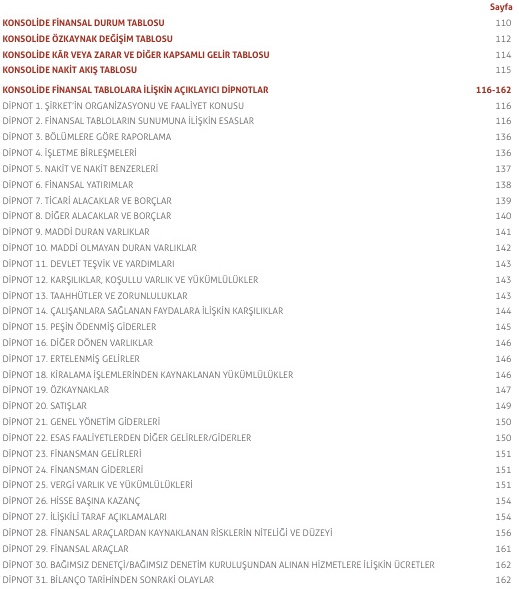 Sayfa
KONSOLİDE FİNANSAL DURUM TABLOSU 110
KONSOLİDE ÖZKAYNAK DEĞİŞİM TABLOSU 112
KONSOLİDE KÂR VEYA ZARAR VE DİĞER KAPSAMLI GELİR TABLOSU 114
KONSOLİDE NAKİT AKIŞ TABLOSU 115
KONSOLİDE FİNANSAL TABLOLARA İLİŞKİN AÇIKLAYICI DİPNOTLAR 116-162
DİPNOT 1. ŞİRKET'İN ORGANİZASYONU VE FAALİYET KONUSU 116
DİPNOT 2. FİNANSAL TABLOLARIN SUNUMUNA İLİŞKİN ESASLAR 116
DİPNOT 3. BÖLÜMLERE GÖRE RAPORLAMA 136
DİPNOT 4. İŞLETME BİRLEŞMELERİ 136
DİPNOT 5. NAKİT VE NAKİT BENZERLERİ 137
DİPNOT 6. FİNANSAL YATIRIMLAR 138
DİPNOT 7. TİCARİ ALACAKLAR VE BORÇLAR 139
DİPNOT 8. DİĞER ALACAKLAR VE BORÇLAR 140
DİPNOT 9. MADDİ DURAN VARLIKLAR 141
DİPNOT 10. MADDİ OLMAYAN DURAN VARLIKLAR 142
DİPNOT 11. DEVLET TEŞVİK VE YARDIMLARI 143
DİPNOT 12. KARŞILIKLAR, KOŞULLU VARLIK VE YÜKÜMLÜLÜKLER 143
DİPNOT 13. TAAHHÜTLER VE ZORUNLULUKLAR 143
DİPNOT 14. ÇALIŞANLARA SAĞLANAN FAYDALARA İLİŞKİN KARŞILIKLAR 144
DİPNOT 15. PEŞİN ÖDENMİŞ GİDERLER 145
DİPNOT 16. DİĞER DÖNEN VARLIKLAR 146
DİPNOT 17. ERTELENMİŞ GELİRLER 146
DİPNOT 18. KİRALAMA İŞLEMLERİNDEN KAYNAKLANAN YÜKÜMLÜLÜKLER 146
DİPNOT 19. ÖZKAYNAKLAR 147
DİPNOT 20. SATIŞLAR 149
DİPNOT 21. GENEL YÖNETİM GİDERLERİ 150
DİPNOT 22. ESAS FAALİYETLERDEN DİĞER GELİRLER/GİDERLER 150
DİPNOT 23. FİNANSMAN GELİRLERİ 151
DİPNOT 24. FİNANSMAN GİDERLERİ 151
DİPNOT 25. VERGİ VARLIK VE YÜKÜMLÜLÜKLERİ 151
DİPNOT 26. HİSSE BAŞINA KAZANÇ 154
DİPNOT 27. İLİŞKİLİ TARAF AÇIKLAMALARI 154
DİPNOT 28. FİNANSAL ARAÇLARDAN KAYNAKLANAN RİSKLERİN NİTELİĞİ VE DÜZEYİ 156
DİPNOT 29. FİNANSAL ARAÇLAR 161
DİPNOT 30. BAĞIMSIZ DENETÇİ/BAĞIMSIZ DENETİM KURULUŞUNDAN ALINAN HİZMETLERE İLİŞKİN ÜCRETLER 162
DİPNOT 31. BİLANÇO TARİHİNDEN SONRAKİ OLAYLAR 162